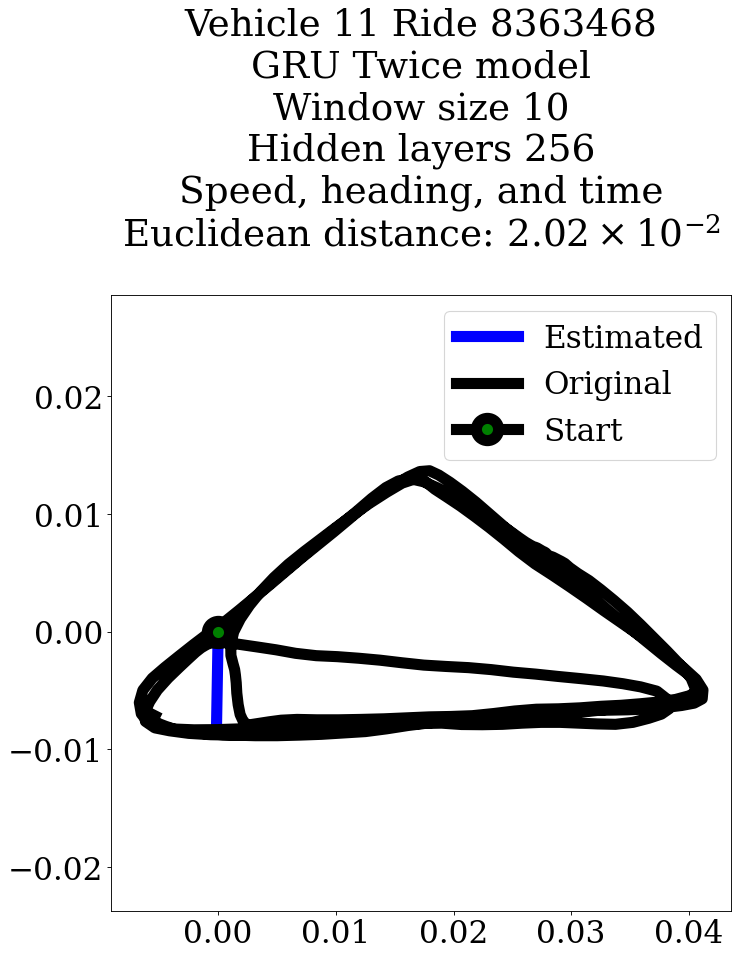 Vehicle 11 Ride 8363468
GRU Twice model
Window size 10
Hidden layers 256
Speed, heading, and time
Euclidean distance: 2.02 × 10⁻²
Estimated
Original
Start
0.02
0.01
0.00
−0.01
−0.02
0.00 0.01 0.02 0.03 0.04